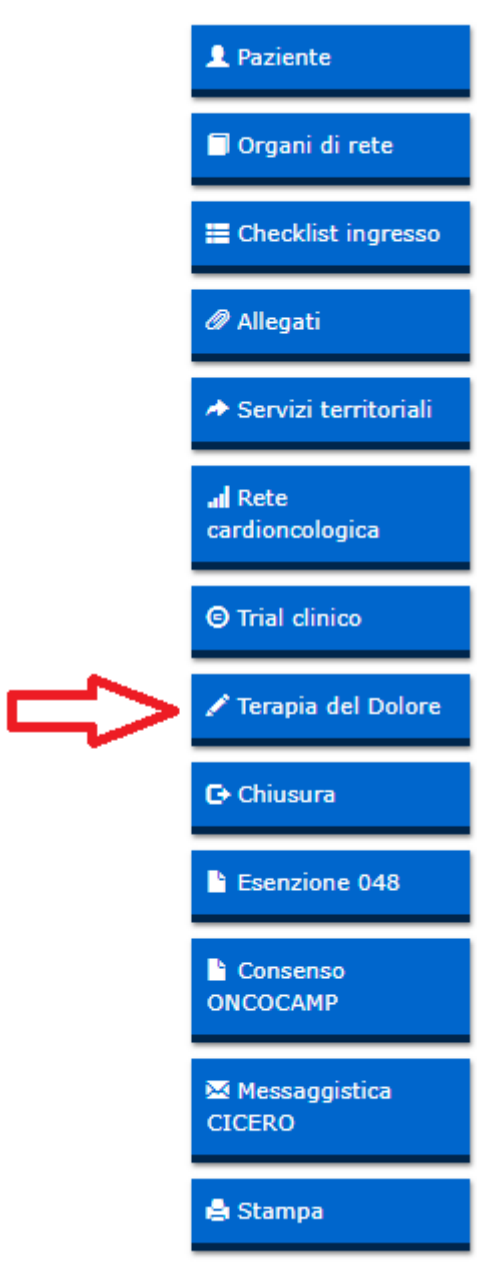 Paziente
Organi di rete
Checklist ingresso
Allegati
Servizi territoriali
Rete
cardioncologica
Trial clinico
Terapia del Dolore
Chiusura
Esenzione 048
Consenso
ONCOCAMP
Messaggistica
CICERO
Stampa